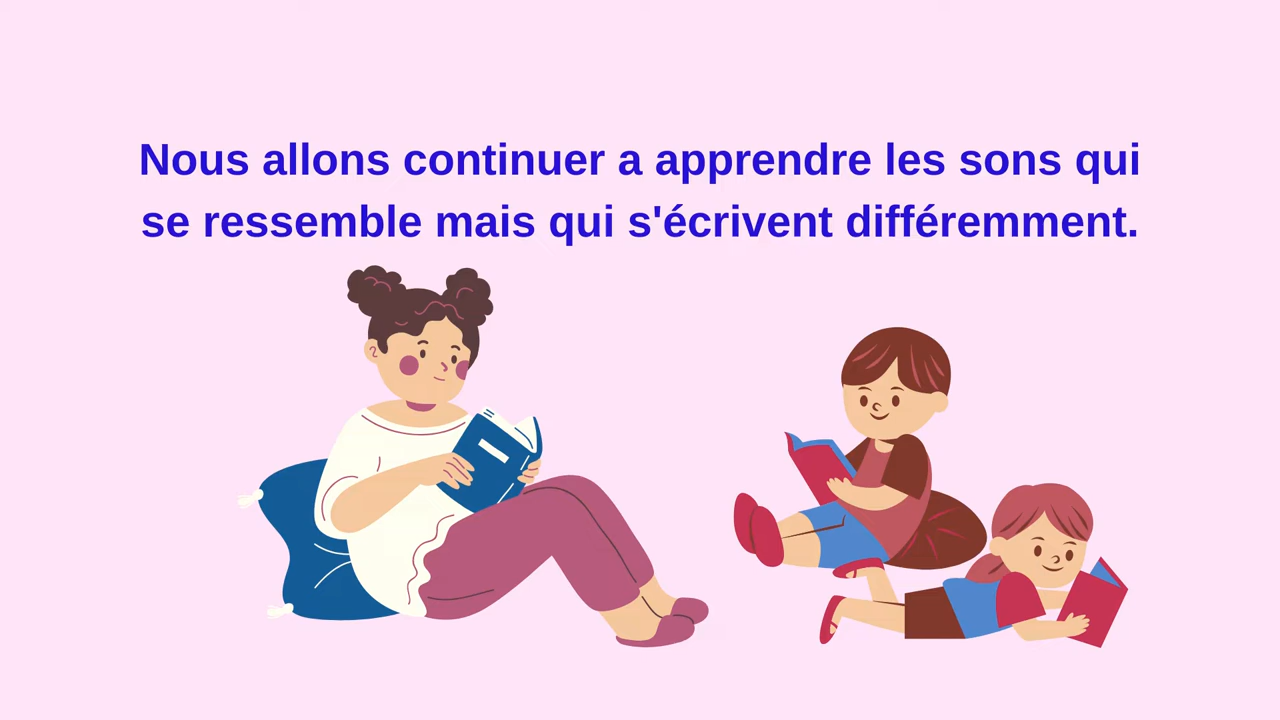 Nous allons continuer a apprendre les sons qui
se ressemble mais qui s'écrivent différemment.